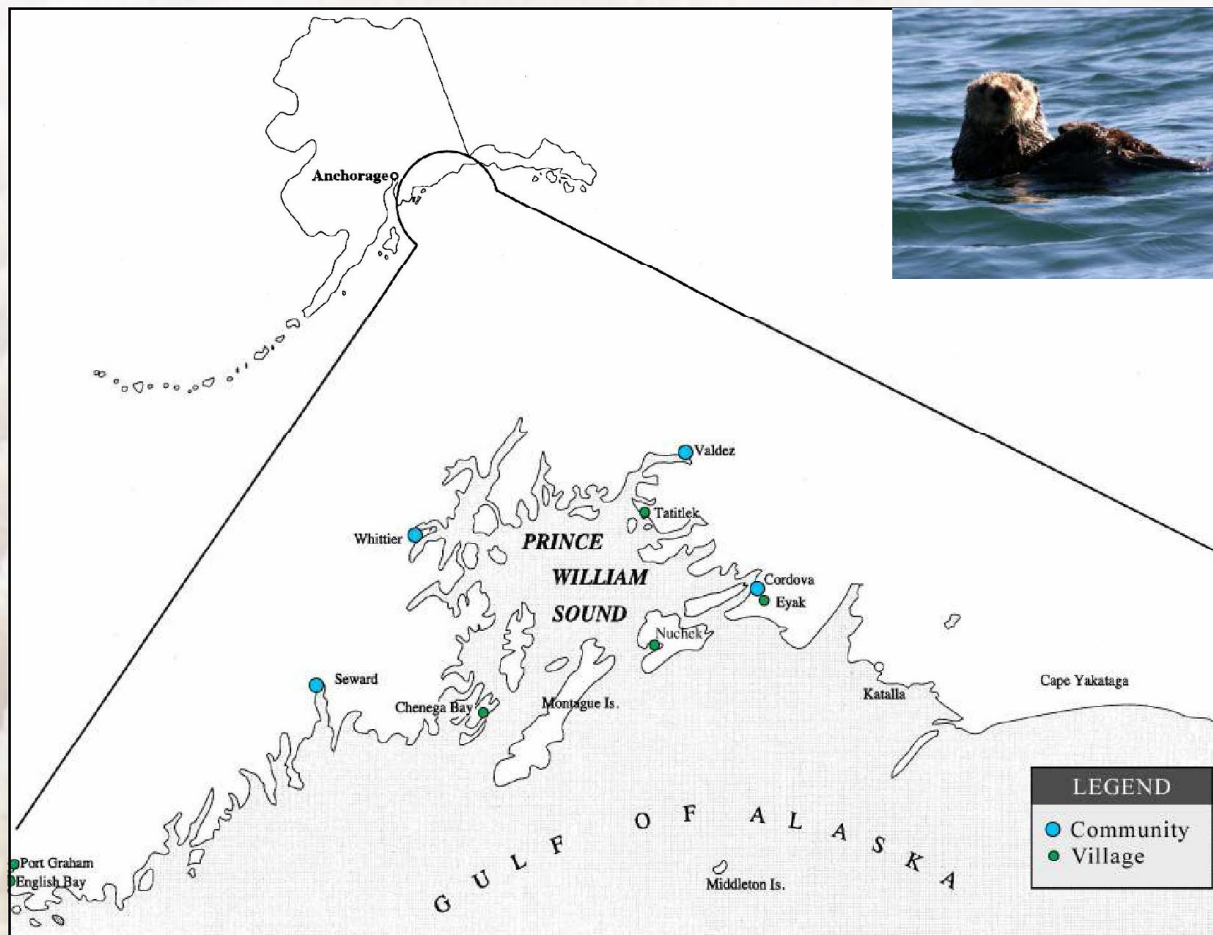 Anchorage
Valdez
Tatitlek
Whittier
PRINCE
WILLIAM
SOUND
Cordova
Eyak
Nuchek
Seward
Chenega Bay
Montague Is.
Katalla
Cape Yakataga
GULF OF ALASKA
Middleton Is.
Port Graham
English Bay
LEGEND
Community
Village